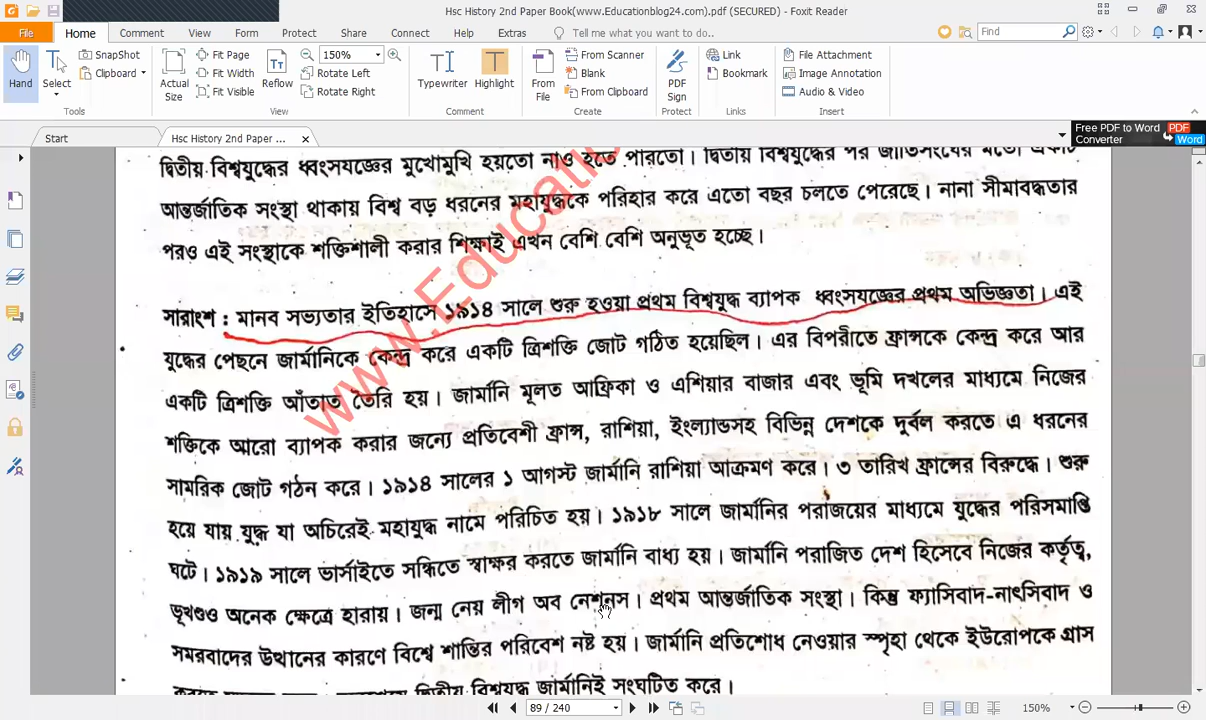 Hsc History 2nd Paper Book(www.Educationblog24.com).pdf (SECURED) - Foxit Reader
File Home Comment View Form Protect Share Connect Help Extras Tell me what you want to do.. Find
Hand
Select
SnapShot
Clipboard
Actual Size
Fit Page
Fit Width
Fit Visible
Reflow
150%
Rotate Left
Rotate Right
Typewriter
Highlight
From File
From Scanner
Blank
From Clipboard
PDF Sign
Link
Bookmark
File Attachment
Image Annotation
Audio & Video
Tools View Comment Create Protect Links Insert
Start Hsc History 2nd Paper ...
Free PDF to Word Converter PDF Word
দ্বিতীয় বিশ্বযুদ্ধের ধ্বংসযজ্ঞের মুখোমুখি হয়তো নাও হতে পারতো। দ্বিতীয় বিশ্বযুদ্ধের পর জাতিসংঘের মতো একটি
আন্তর্জাতিক সংস্থা থাকায় বিশ্ব বড় ধরনের মহাযুদ্ধকে পরিহার করে এতো বছর চলতে পেরেছে। নানা সীমাবদ্ধতার
পরও এই সংস্থাকে শক্তিশালী করার শিক্ষাই এখন বেশি বেশি অনুভূত হচ্ছে।
সারাংশ : মানব সভ্যতার ইতিহাসে ১৯১৪ সালে শুরু হওয়া প্রথম বিশ্বযুদ্ধ ব্যাপক ধ্বংসযজ্ঞের প্রথম অভিজ্ঞতা। এই
যুদ্ধের পেছনে জার্মানিকে কেন্দ্র করে একটি ত্রিশক্তি জোট গঠিত হয়েছিল। এর বিপরীতে ফ্রান্সকে কেন্দ্র করে আর
একটি ত্রিশক্তি আঁতাত তৈরি হয়। জার্মানি মূলত আফ্রিকা ও এশিয়ার বাজার এবং ভূমি দখলের মাধ্যমে নিজের
শক্তিকে আরো ব্যাপক করার জন্যে প্রতিবেশী ফ্রান্স, রাশিয়া, ইংল্যান্ডসহ বিভিন্ন দেশকে দুর্বল করতে এ ধরনের
সামরিক জোট গঠন করে। ১৯১৪ সালের ১ আগস্ট জার্মানি রাশিয়া আক্রমণ করে। ৩ তারিখ ফ্রান্সের বিরুদ্ধে। শুরু
হয়ে যায় যুদ্ধ যা অচিরেই মহাযুদ্ধ নামে পরিচিত হয়। ১৯১৮ সালে জার্মানির পরাজয়ের মাধ্যমে যুদ্ধের পরিসমাপ্তি
ঘটে। ১৯১৯ সালে ভার্সাইতে সন্ধিতে স্বাক্ষর করতে জার্মানি বাধ্য হয়। জার্মানি পরাজিত দেশ হিসেবে নিজের কর্তৃত্ব,
ভূখণ্ডও অনেক ক্ষেত্রে হারায়। জন্ম নেয় লীগ অব নেশনস। প্রথম আন্তর্জাতিক সংস্থা। কিন্তু ফ্যাসিবাদ-নাৎসিবাদ ও
সমরবাদের উত্থানের কারণে বিশ্বে শান্তির পরিবেশ নষ্ট হয়। জার্মানি প্রতিশোধ নেওয়ার স্পৃহা থেকে ইউরোপকে গ্রাস
দ্বিতীয় বিশ্বযুদ্ধ জার্মানিই সংঘটিত করে।
www.Educatio
89 / 240
150%